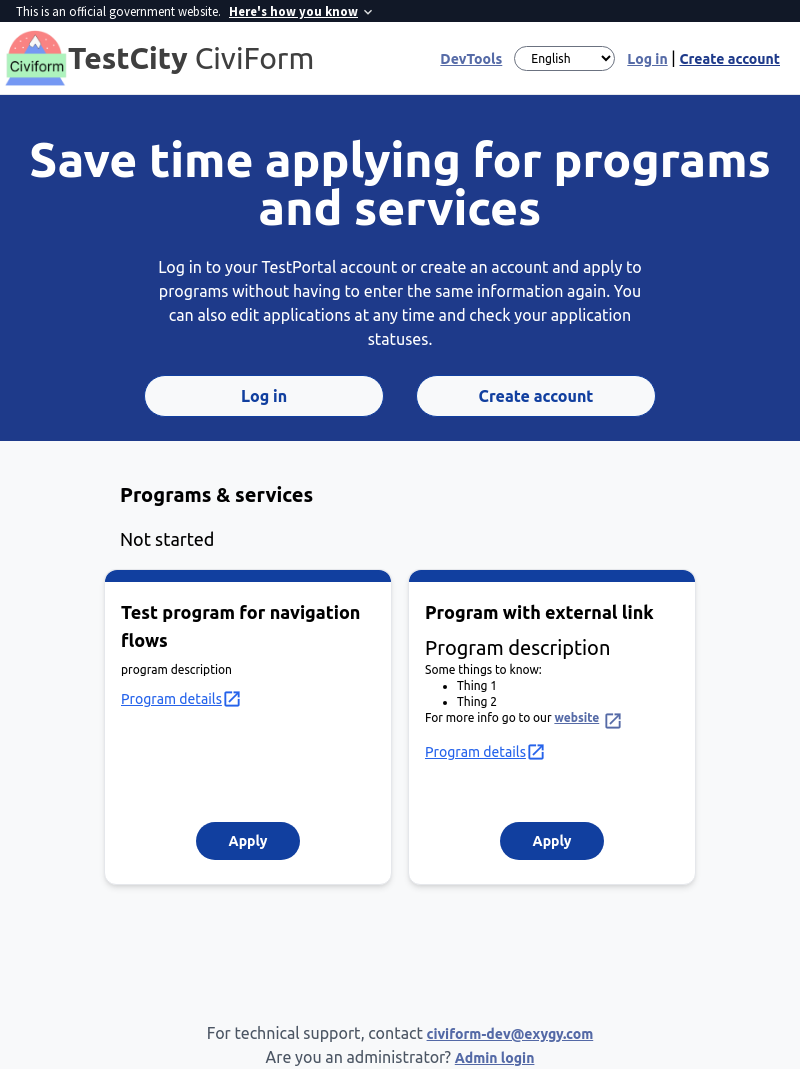 This is an official government website. Here's how you know
Civiform
TestCity CiviForm
DevTools
English
Log in | Create account
Save time applying for programs
and services
Log in to your TestPortal account or create an account and apply to
programs without having to enter the same information again. You
can also edit applications at any time and check your application
statuses.
Log in
Create account
Programs & services
Not started
Test program for navigation
flows
program description
Program details
Apply
Program with external link
Program description
Some things to know:
• Thing 1
• Thing 2
For more info go to our website
Program details
Apply
For technical support, contact civiform-dev@exygy.com
Are you an administrator? Admin login